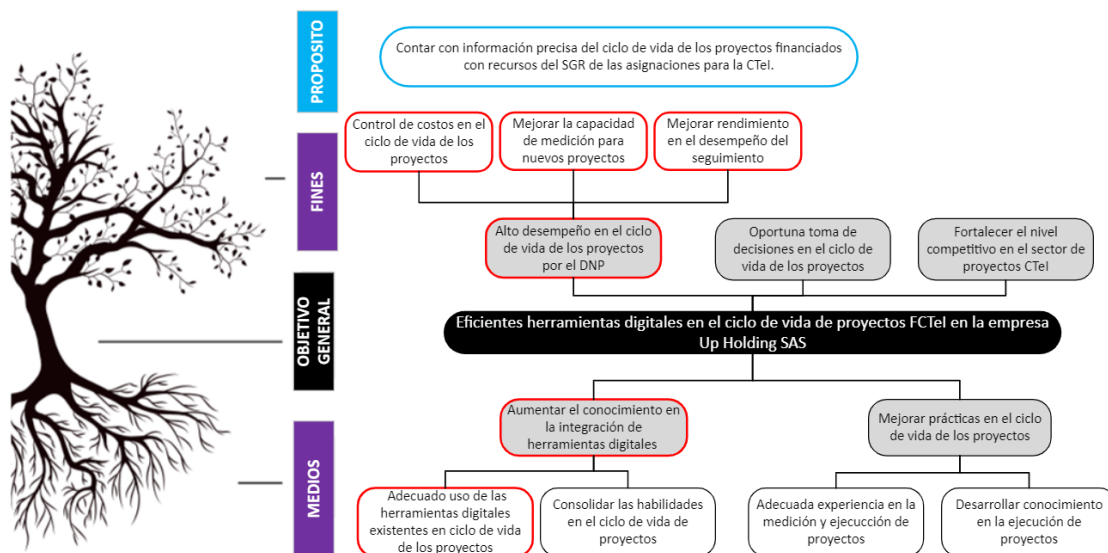 PROPOSITO
Contar con información precisa del ciclo de vida de los proyectos financiados
con recursos del SGR de las asignaciones para la CTeI.
FINES
Control de costos en el
ciclo de vida de los
proyectos
Mejorar la capacidad
de medición para
nuevos proyectos
Mejorar rendimiento
en el desempeño del
seguimiento
Alto desempeño en el ciclo
de vida de los proyectos
por el DNP
Oportuna toma de
decisiones en el ciclo de
vida de los proyectos
Fortalecer el nivel
competitivo en el sector de
proyectos CTeI
OBJETIVO
GENERAL
Eficientes herramientas digitales en el ciclo de vida de proyectos FCTeI en la empresa
Up Holding SAS
MEDIOS
Aumentar el conocimiento en
la integración de
herramientas digitales
Mejorar prácticas en el ciclo
de vida de los proyectos
Adecuado uso de las
herramientas digitales
existentes en ciclo de vida
de los proyectos
Consolidar las habilidades
en el ciclo de vida de
proyectos
Adecuada experiencia en la
medición y ejecucción de
proyectos
Desarrollar conocimiento
en la ejecución de
proyectos